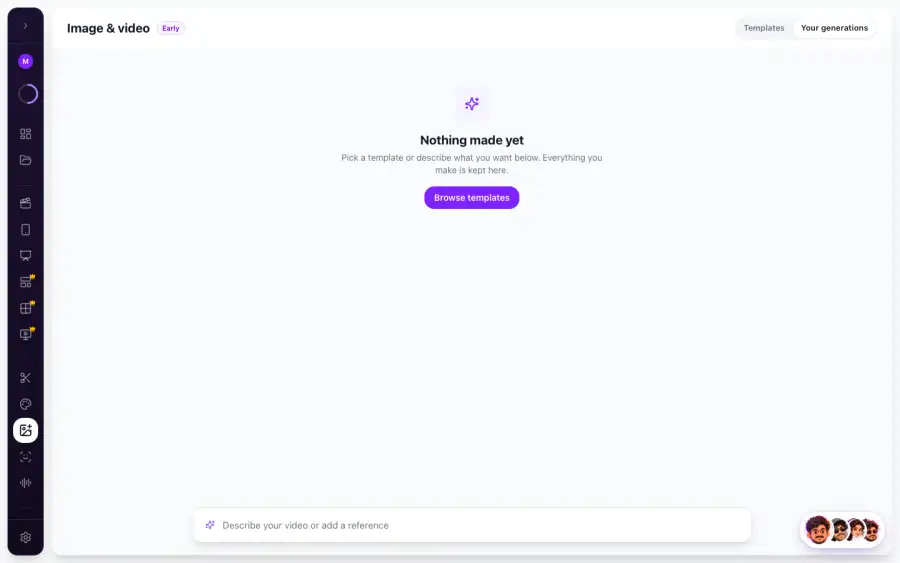 Image & video
Early
Templates
Your generations
M
Nothing made yet
Pick a template or describe what you want below. Everything you
make is kept here.
Browse templates
Describe your video or add a reference